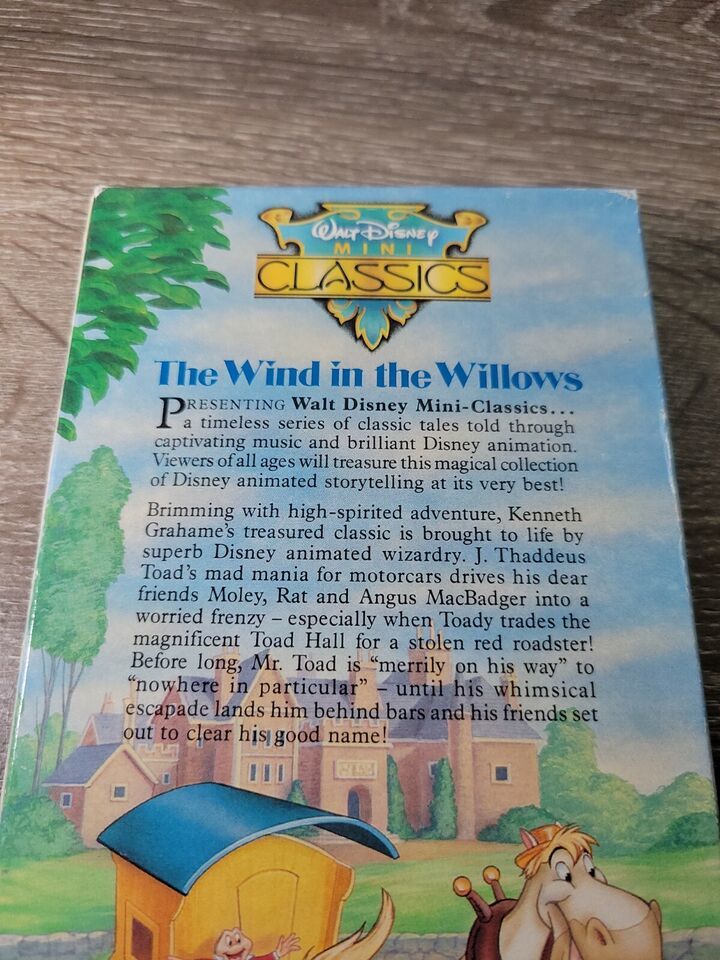 Walt Disney
MINI
CLASSICS
The Wind in the Willows
PRESENTING Walt Disney Mini-Classics...
a timeless series of classic tales told through
captivating music and brilliant Disney animation.
Viewers of all ages will treasure this magical collection
of Disney animated storytelling at its very best!
Brimming with high-spirited adventure, Kenneth
Grahame's treasured classic is brought to life by
superb Disney animated wizardry. J. Thaddeus
Toad's mad mania for motorcars drives his dear
friends Moley, Rat and Angus MacBadger into a
worried frenzy – especially when Toady trades the
magnificent Toad Hall for a stolen red roadster!
Before long, Mr. Toad is "merrily on his way" to
"nowhere in particular" – until his whimsical
escapade lands him behind bars and his friends set
out to clear his good name!